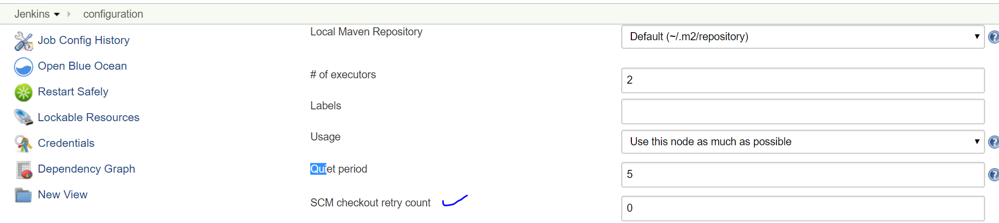 Jenkins configuration
Job Config History
Open Blue Ocean
Restart Safely
Lockable Resources
Credentials
Dependency Graph
New View
Local Maven Repository
Default (~/.m2/repository)
# of executors
2
Labels
Usage
Use this node as much as possible
Quiet period
5
SCM checkout retry count
0